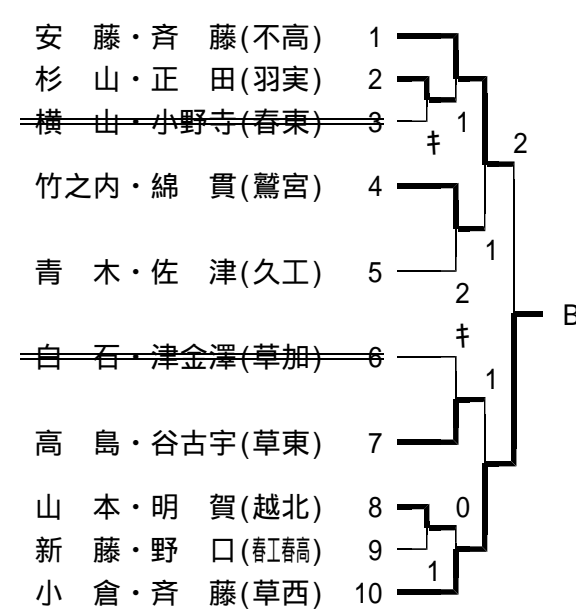 安　藤・斉　藤(不高)　1
杉　山・正　田(羽実)　2
横　山・小野寺(春東)　3
1
ｷ
2
竹之内・綿　貫(鷲宮)　4
1
青　木・佐　津(久工)　5
2
B
ｷ
白　石・津金澤(草加)　6
1
高　島・谷古宇(草東)　7
山　本・明　賀(越北)　8
0
新　藤・野　口(春工春高)　9
1
小　倉・斉　藤(草西)　10